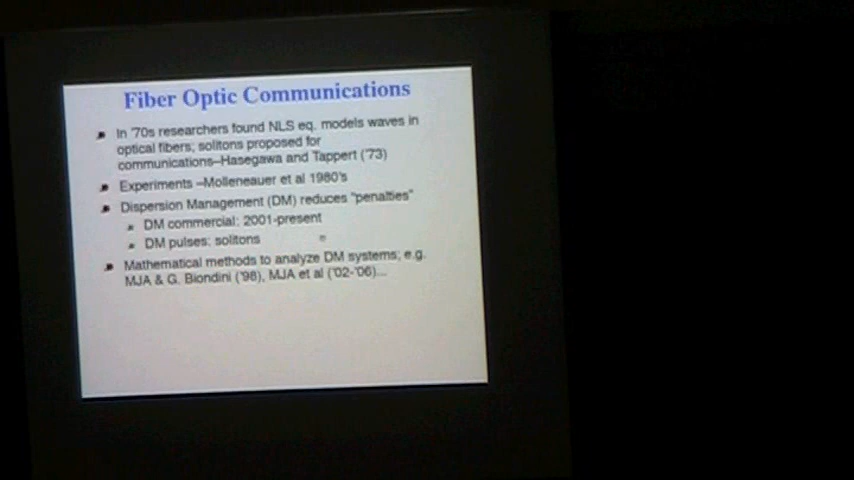 Fiber Optic Communications
In '70s researchers found NLS eq. models waves in
optical fibers; solitons proposed for
communications–Hasegawa and Tappert ('73)
Experiments –Molleneauer et al 1980's
Dispersion Management (DM) reduces "penalties"
DM commercial: 2001-present
DM pulses: solitons
Mathematical methods to analyze DM systems; e.g.
MJA & G. Biondini ('98), MJA et al ('02-'06)...